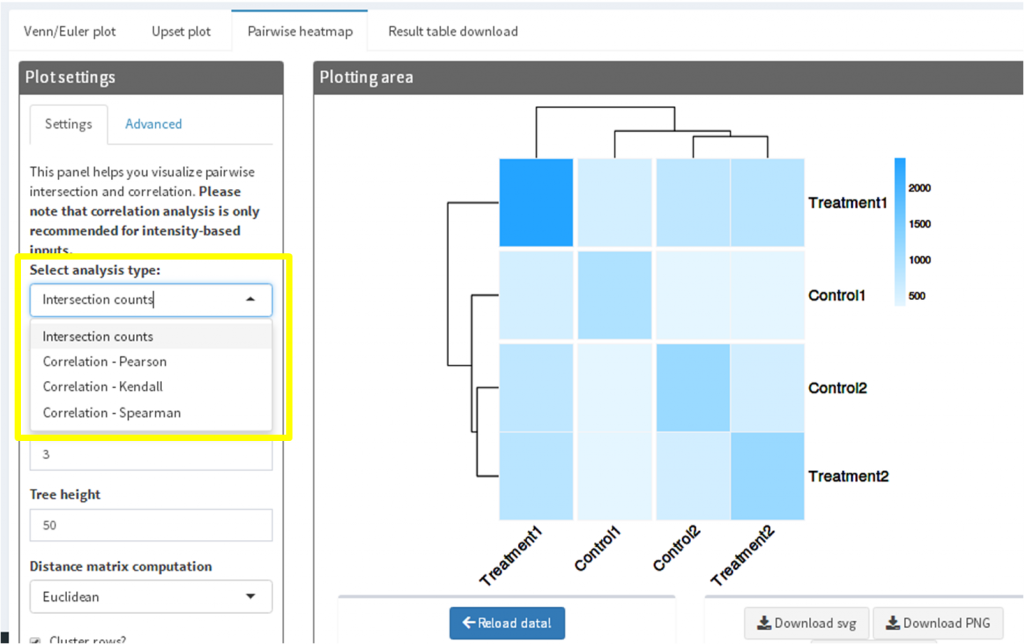 Venn/Euler plot Upset plot Pairwise heatmap Result table download
Plot settings
Settings Advanced
This panel helps you visualize pairwise
intersection and correlation. Please
note that correlation analysis is only
recommended for intensity-based
inputs.
Select analysis type:
Intersection counts
Intersection counts
Correlation - Pearson
Correlation - Kendall
Correlation - Spearman
3
Tree height
50
Distance matrix computation
Euclidean
Cluster rows?
Plotting area
Treatment1
Control1
Control2
Treatment2
2000
1500
1000
500
Treatment1 Control1 Control2 Treatment2
Reload data!
Download svg Download PNG